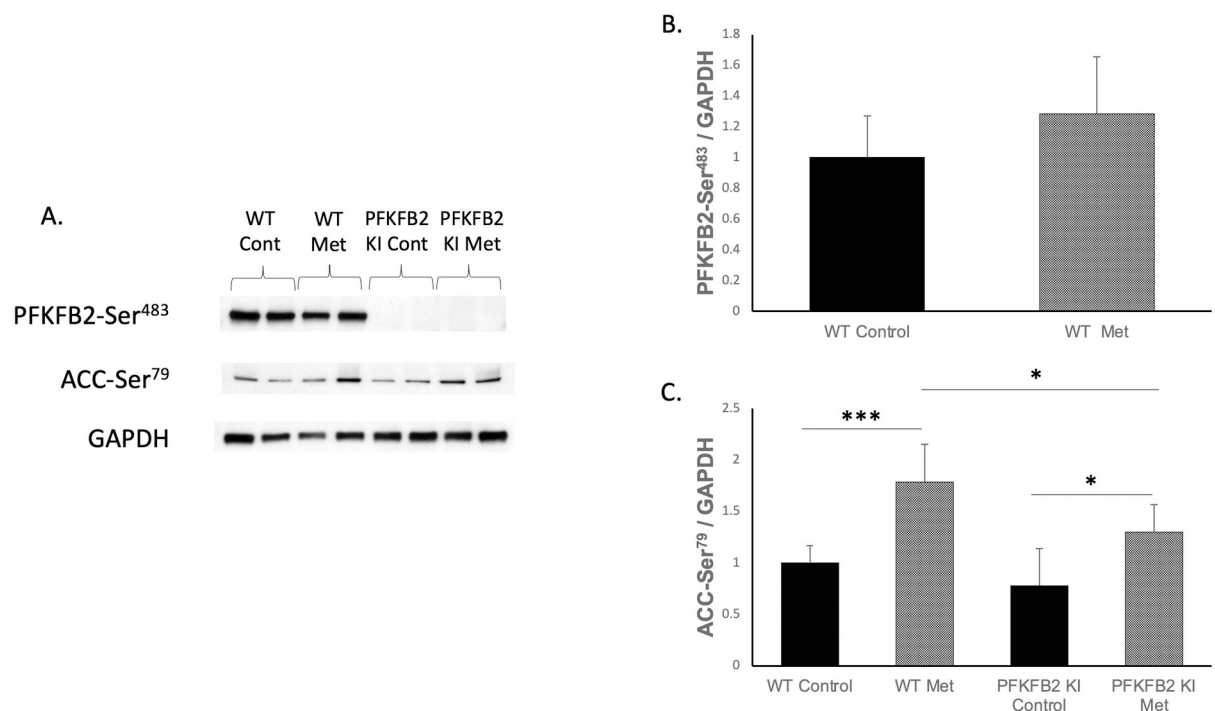 A.
WT
Cont
WT
Met
PFKFB2
KI Cont
PFKFB2
KI Met
PFKFB2-Ser⁴⁸³
ACC-Ser⁷⁹
GAPDH
B.
PFKFB2-Ser⁴⁸³ / GAPDH
1.8
1.6
1.4
1.2
1
0.8
0.6
0.4
0.2
0
WT Control
WT Met
C.
ACC-Ser⁷⁹ / GAPDH
2.5
2
1.5
1
0.5
0
***
*
*
WT Control
WT Met
PFKFB2 KI
Control
PFKFB2 KI
Met